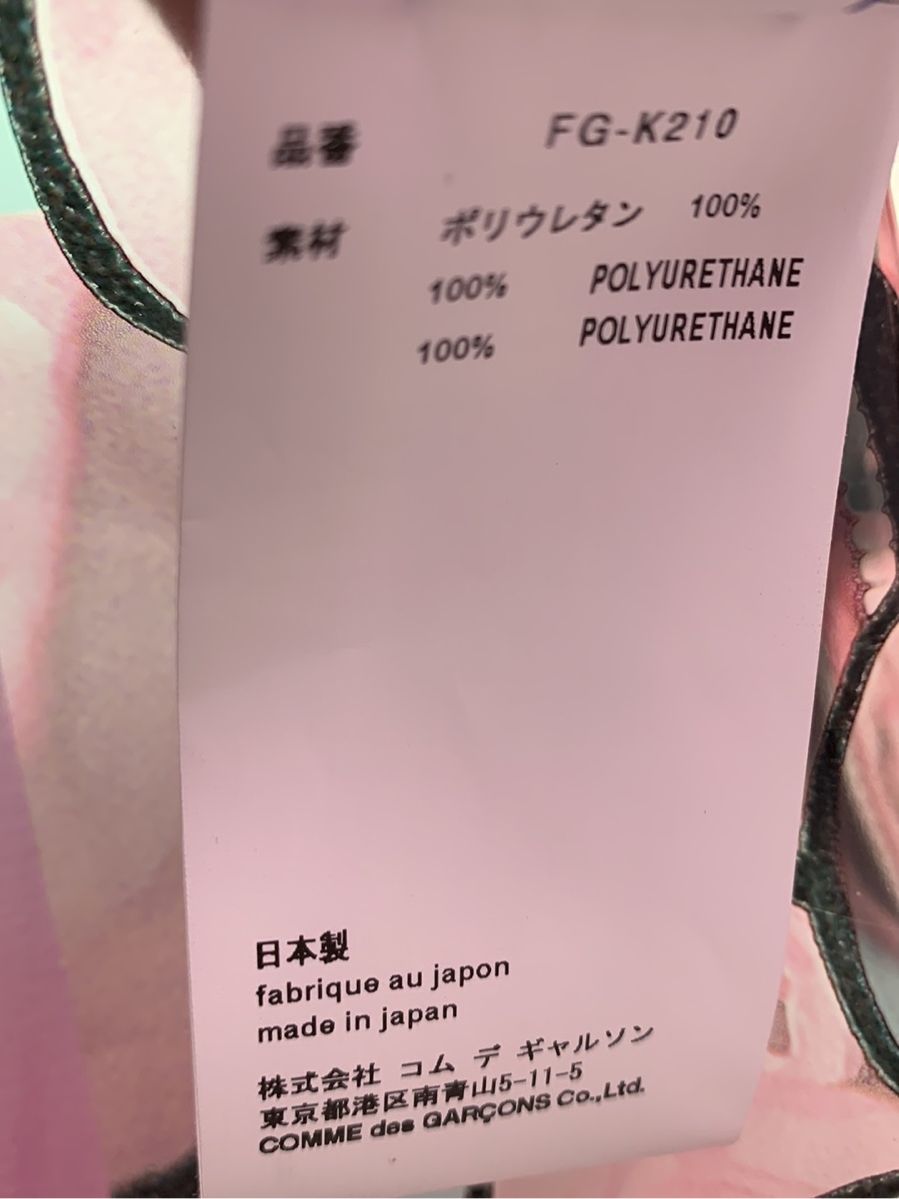 品番 FG-K210
素材 ポリウレタン 100%
100% POLYURETHANE
100% POLYURETHANE
日本製
fabrique au japon
made in japan
株式会社 コム デ ギャルソン
東京都港区南青山5-11-5
COMME des GARÇONS Co.,Ltd.